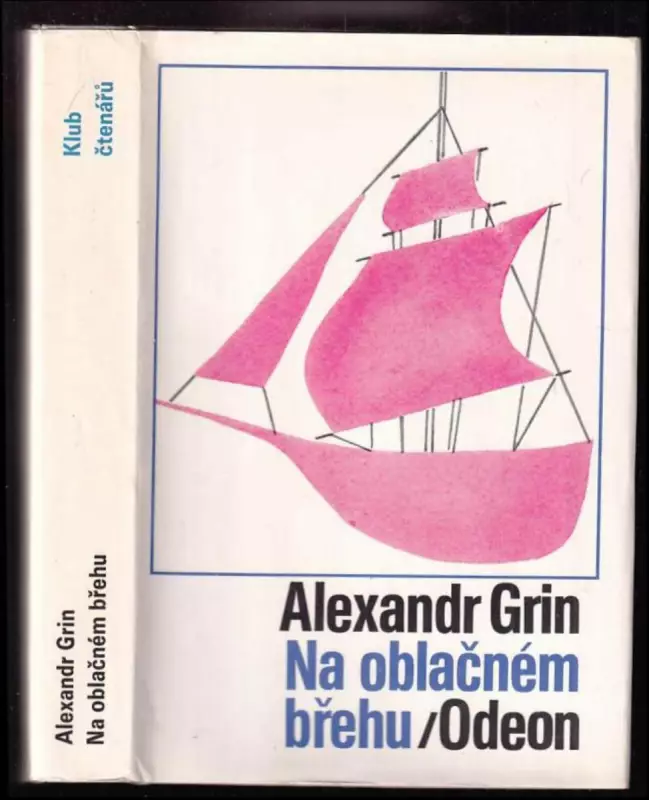 Klub
čtenářů
Alexandr Grin
Na oblačném břehu
Alexandr Grin
Na oblačném
břehu/Odeon